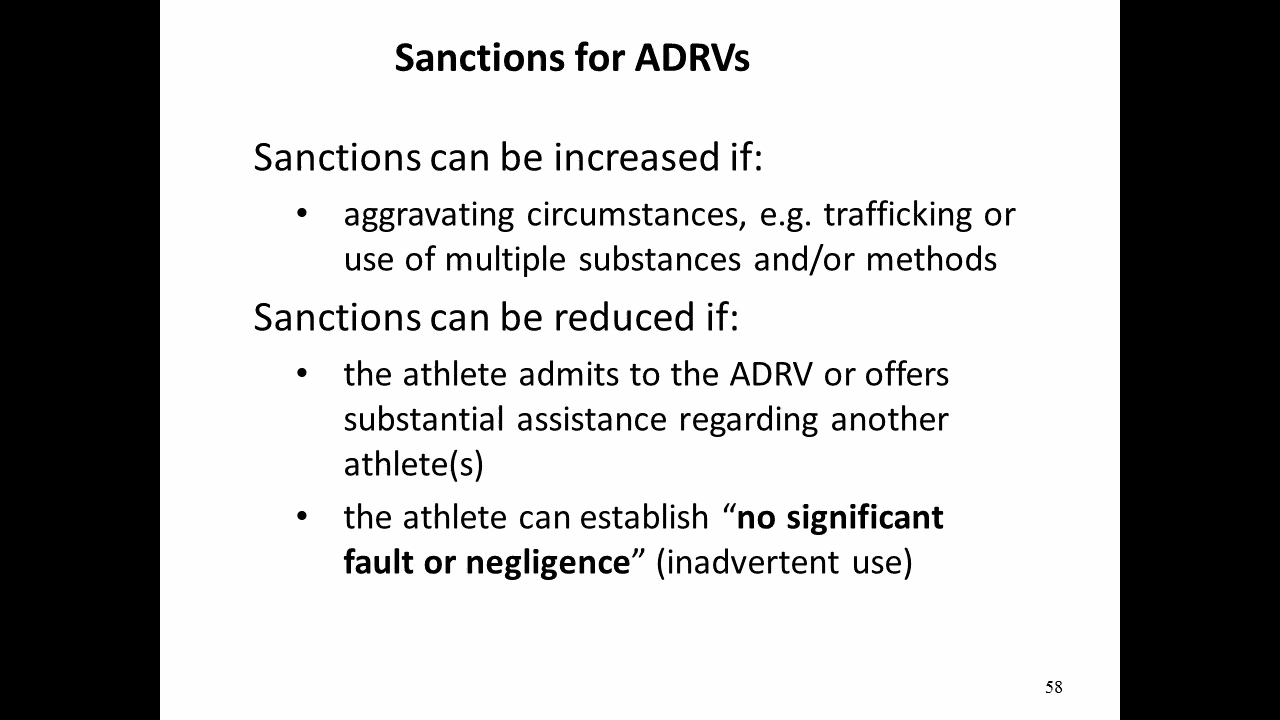 Sanctions for ADRVs
Sanctions can be increased if:
• aggravating circumstances, e.g. trafficking or
use of multiple substances and/or methods
Sanctions can be reduced if:
• the athlete admits to the ADRV or offers
substantial assistance regarding another
athlete(s)
• the athlete can establish “no significant
fault or negligence” (inadvertent use)
58